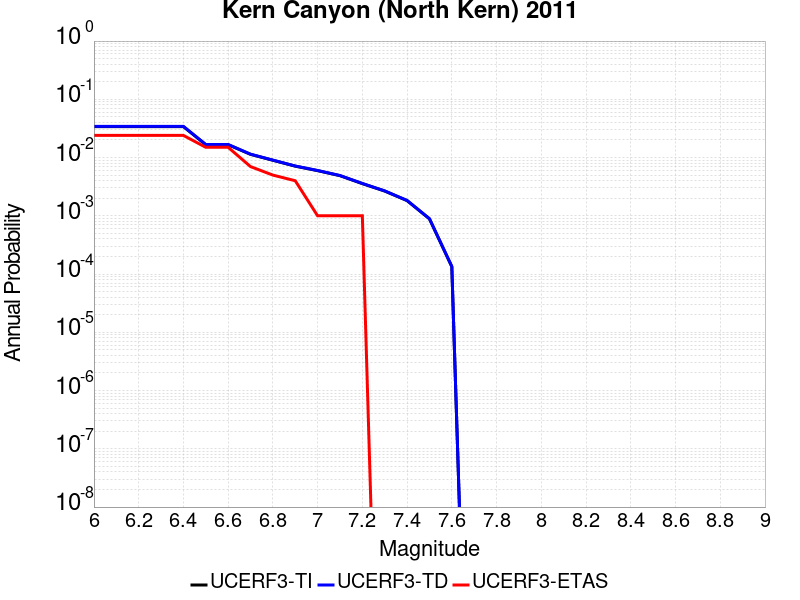 Kern Canyon (North Kern) 2011
10^0
10^-1
10^-2
10^-3
10^-4
10^-5
10^-6
10^-7
10^-8
Annual Probability
6 6.2 6.4 6.6 6.8 7 7.2 7.4 7.6 7.8 8 8.2 8.4 8.6 8.8 9
Magnitude
UCERF3-TI UCERF3-TD UCERF3-ETAS